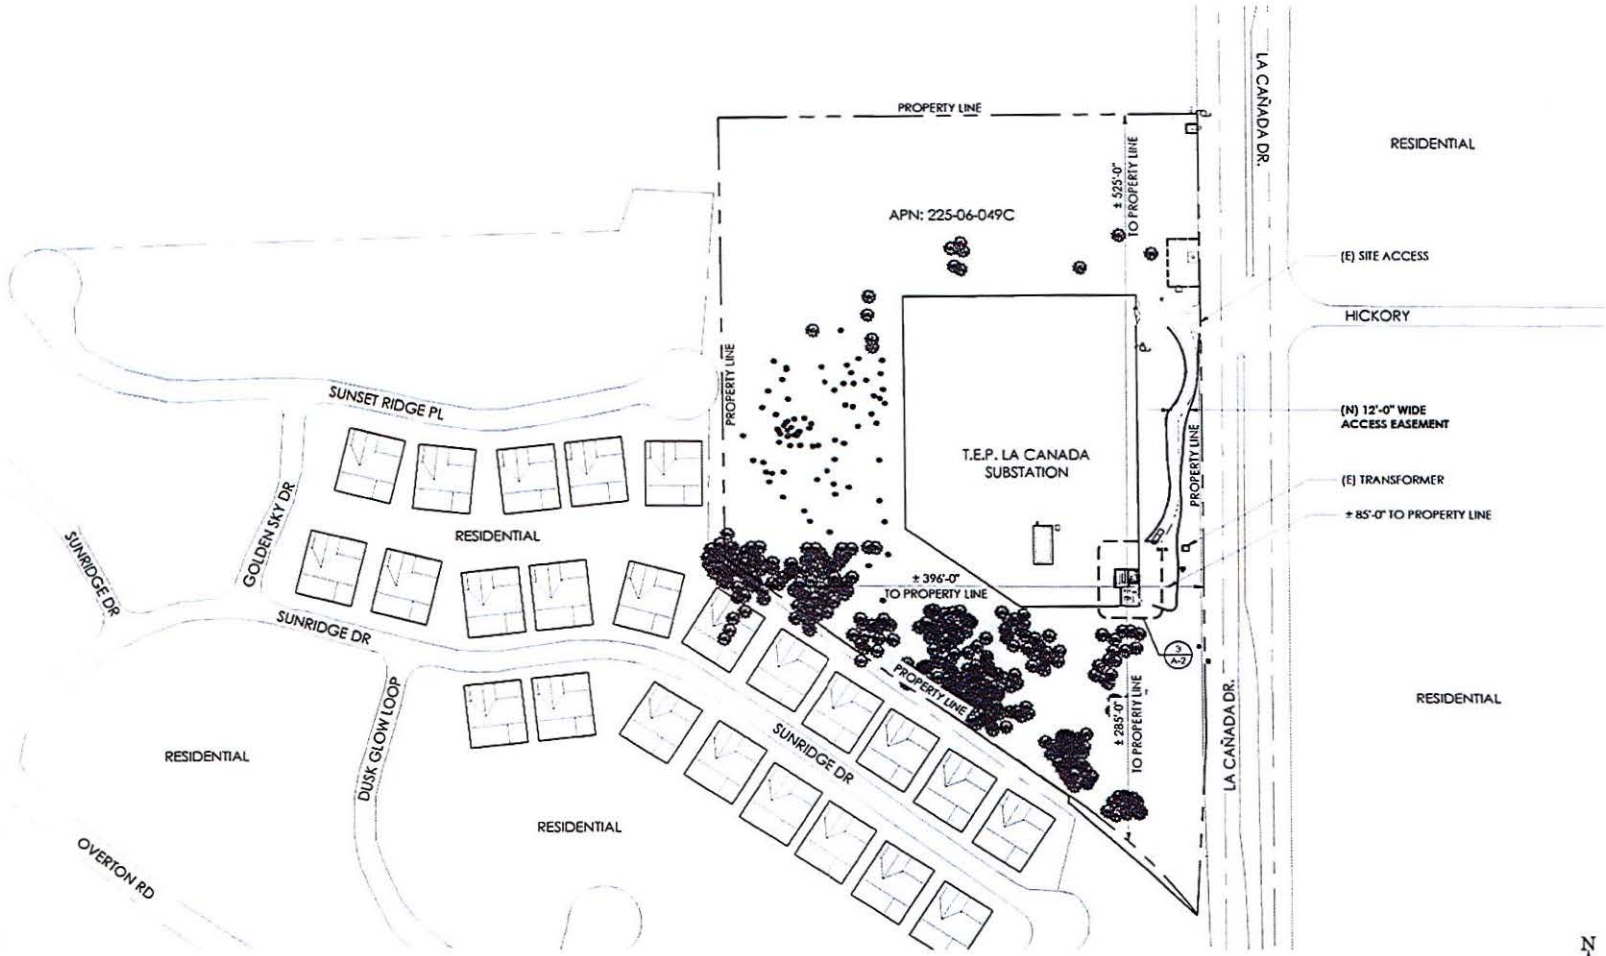 PROPERTY LINE
LA CAÑADA DR.
RESIDENTIAL
± 525'-0"
TO PROPERTY LINE
APN: 225-06-049C
(E) SITE ACCESS
HICKORY
PROPERTY LINE
SUNSET RIDGE PL
(N) 12'-0" WIDE
ACCESS EASEMENT
T.E.P. LA CANADA
SUBSTATION
PROPERTY LINE
(E) TRANSFORMER
± 85'-0" TO PROPERTY LINE
GOLDEN SKY DR
RESIDENTIAL
SUNRIDGE DR
± 396'-0"
TO PROPERTY LINE
SUNRIDGE DR
3
A-2
PROPERTY LINE
± 285'-0"
TO PROPERTY LINE
LA CAÑADA DR.
RESIDENTIAL
DUSK GLOW LOOP
SUNRIDGE DR
RESIDENTIAL
RESIDENTIAL
OVERTON RD
N